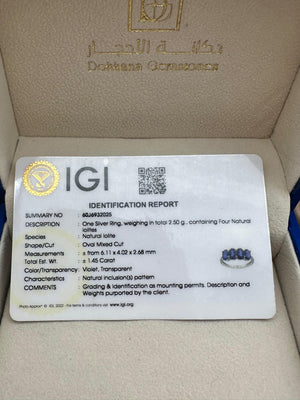 دكانة الأحجار
Dokkana Gemstones
IGI
IDENTIFICATION REPORT
SUMMARY NO 60J6932025
DESCRIPTION : One Silver Ring, weighing in total 2.50 g., containing Four Natural
Iolites
Species : Natural Iolite
Shape/Cut : Oval Mixed Cut
Measurements : ± from 6.11 x 4.02 x 2.68 mm
Total Est. Wt. : ± 1.45 Carat
Color/Transparency : Violet, Transparent
Characteristics : Natural inclusion(s) pattern
COMMENTS : Grading & Identification as mounting permits. Description and
Weights purported by the client.
www.igi.org